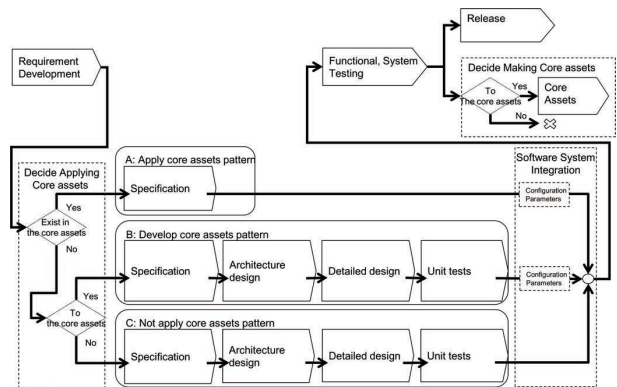 Release
Requirement
Development
Functional, System
Testing
Decide Making Core assets
To
The core assets
Yes
No
Core
Assets
Decide Applying
Core assets
Exist in
the core assets
Yes
No
To
the core assets
Yes
No
A: Apply core assets pattern
Specification
B: Develop core assets pattern
Specification
Architecture
design
Detailed design
Unit tests
C: Not apply core assets pattern
Specification
Architecture
design
Detailed design
Unit tests
Software System
Integration
Configuration
Parameters
Configuration
Parameters